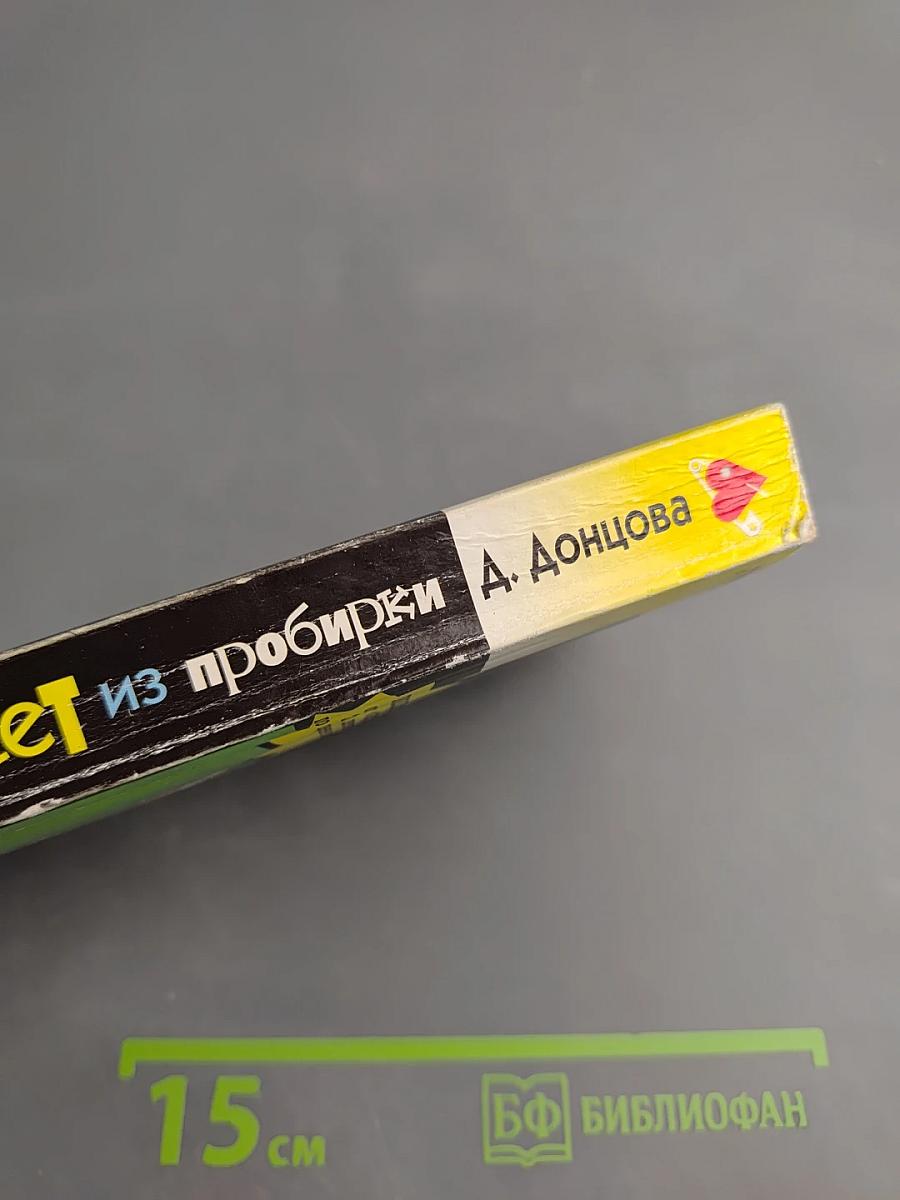 ет из пробирки Д. Донцова
15 см
БФ БИБЛИОФАН